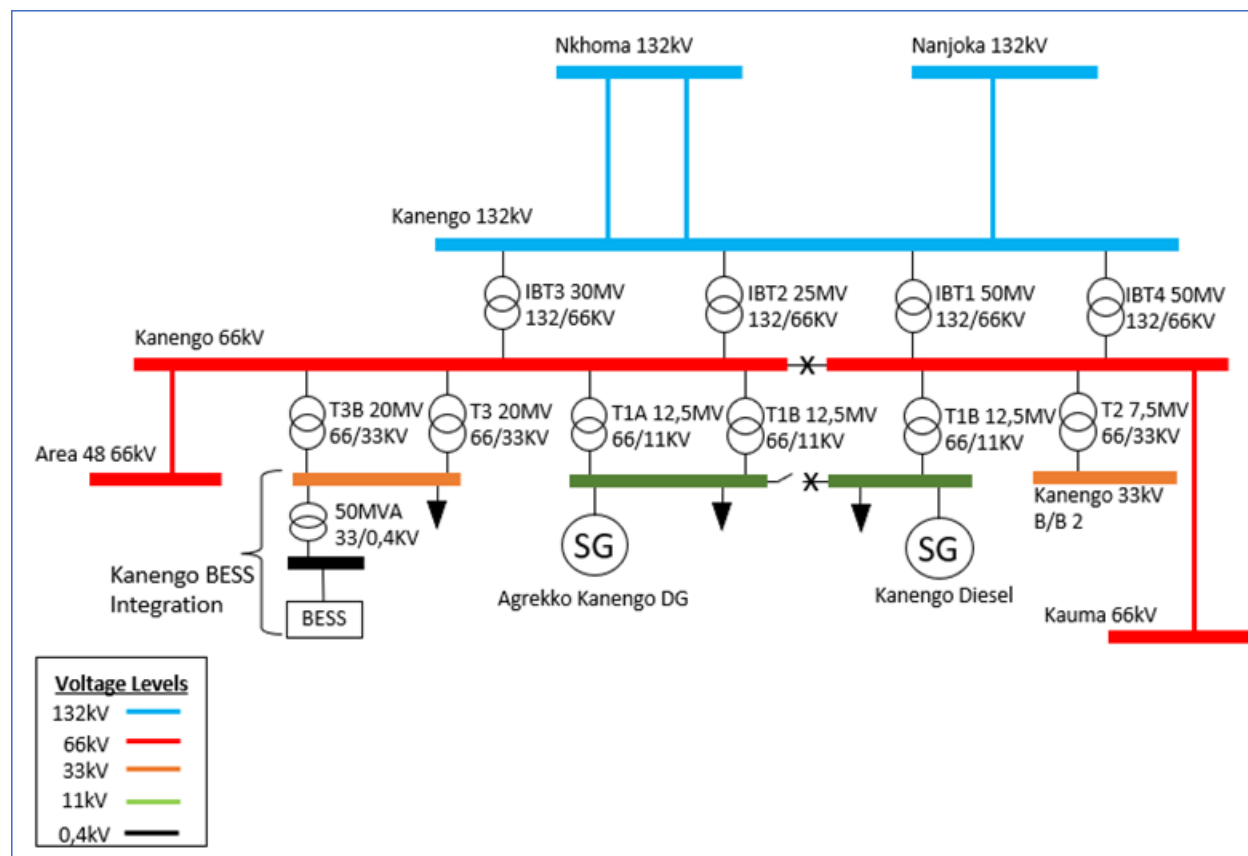 Nkhoma 132kV
Nanjoka 132kV
Kanengo 132kV
IBT3 30MV
132/66KV
IBT2 25MV
132/66KV
IBT1 50MV
132/66KV
IBT4 50MV
132/66KV
Kanengo 66kV
T3B 20MV
66/33KV
T3 20MV
66/33KV
T1A 12,5MV
66/11KV
T1B 12,5MV
66/11KV
T1B 12,5MV
66/11KV
T2 7,5MV
66/33KV
Area 48 66kV
Kanengo 33kV
B/B 2
50MVA
33/0,4KV
Kanengo BESS
Integration
BESS
SG
Agrekko Kanengo DG
SG
Kanengo Diesel
Kauma 66kV
Voltage Levels
132kV
66kV
33kV
11kV
0,4kV